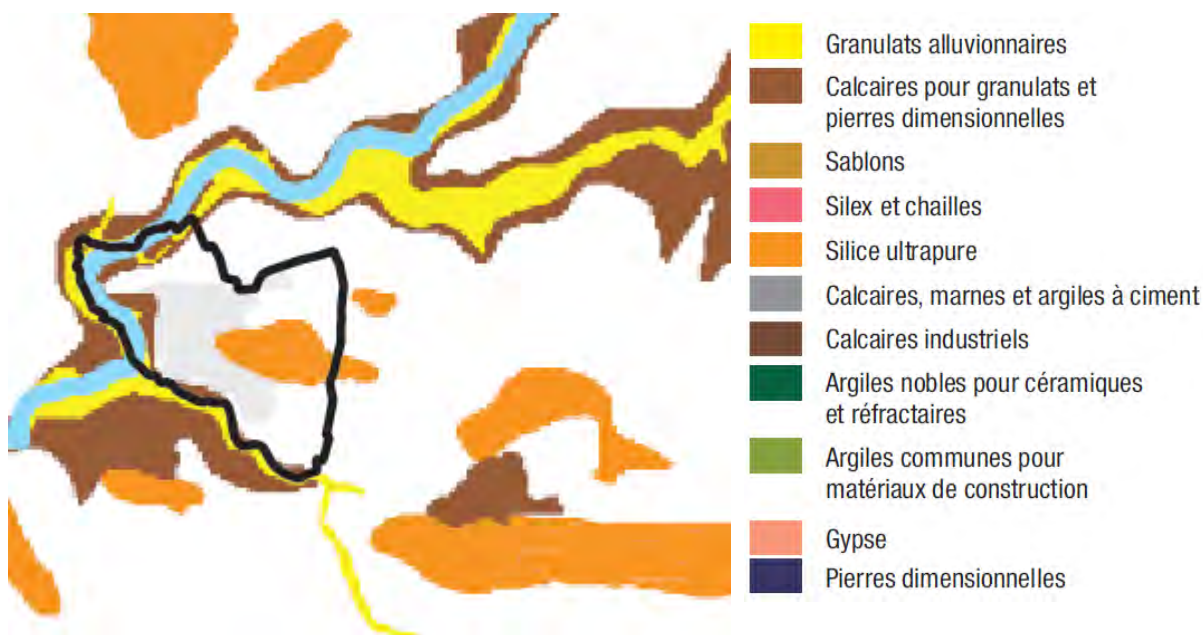 Granulats alluvionnaires
Calcaires pour granulats et
pierres dimensionnelles
Sablons
Silex et chailles
Silice ultrapure
Calcaires, marnes et argiles à ciment
Calcaires industriels
Argiles nobles pour céramiques
et réfractaires
Argiles communes pour
matériaux de construction
Gypse
Pierres dimensionnelles